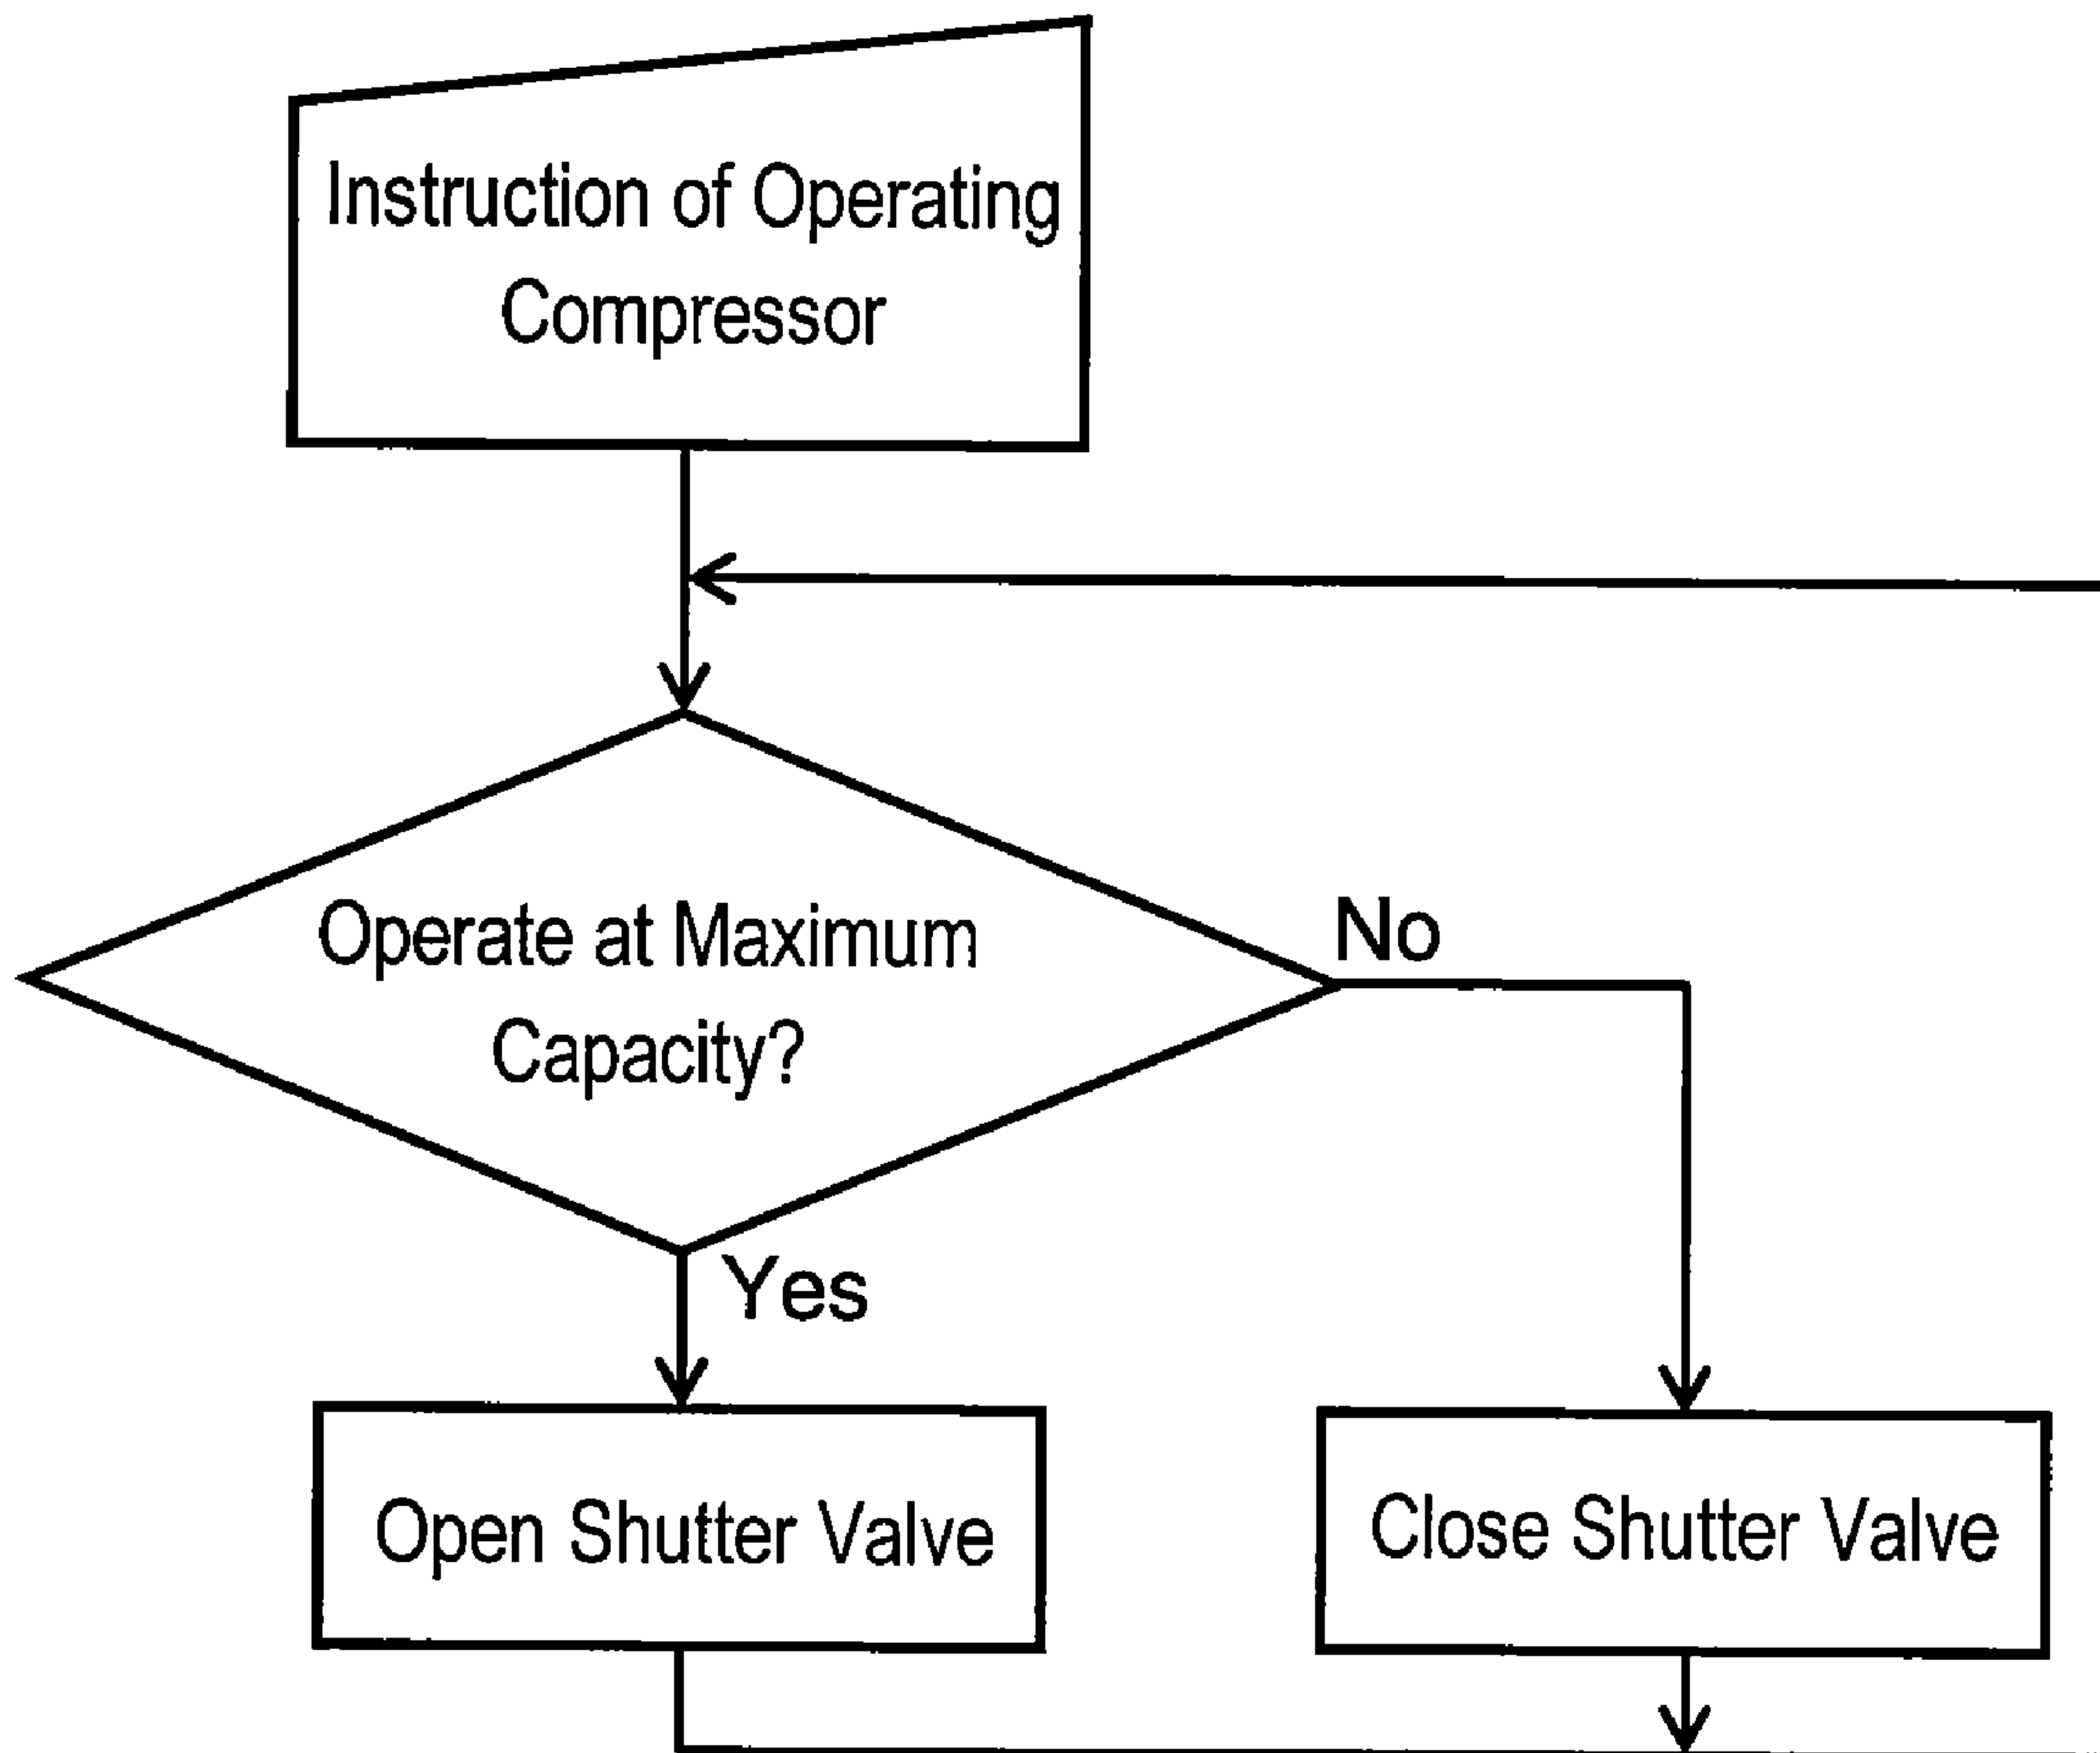 Instruction of Operating
Compressor
Operate at Maximum
Capacity?
No
Yes
Open Shutter Valve
Close Shutter Valve